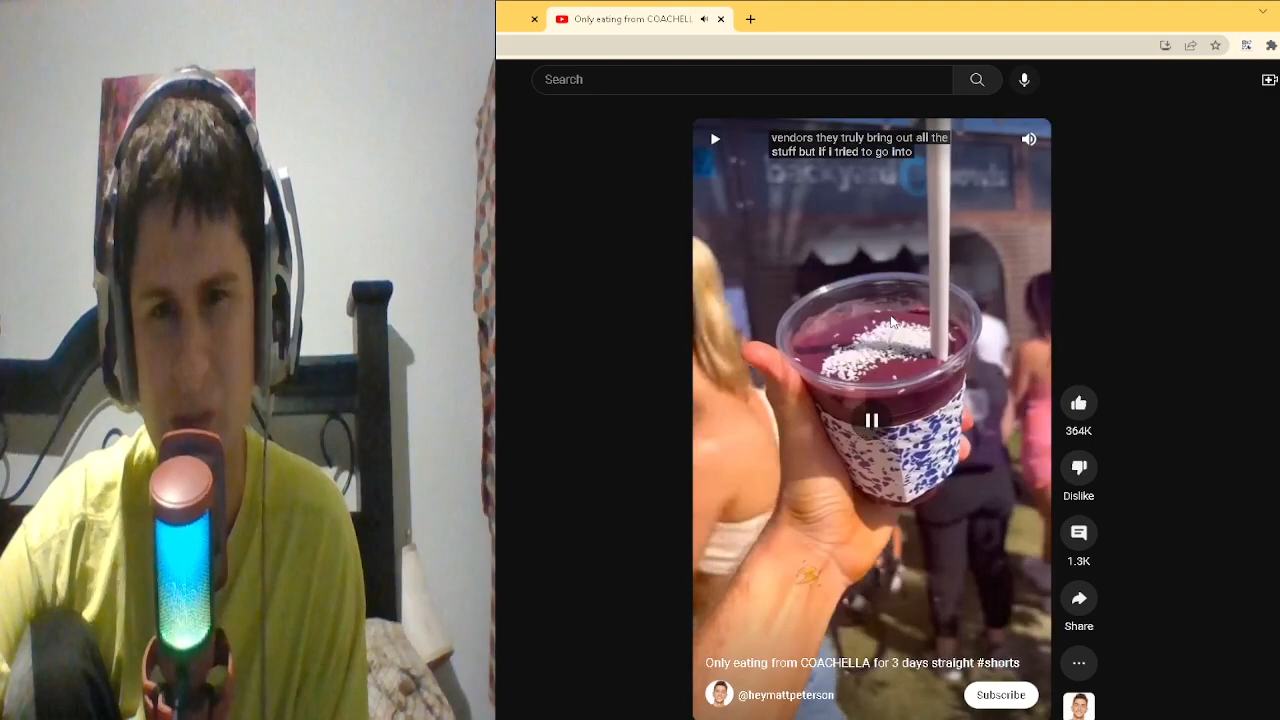 Only eating from COACHELL
Search
vendors they truly bring out all the
stuff but if i tried to go into
364K
Dislike
1.3K
Share
Only eating from COACHELLA for 3 days straight #shorts
@heymattpeterson
Subscribe